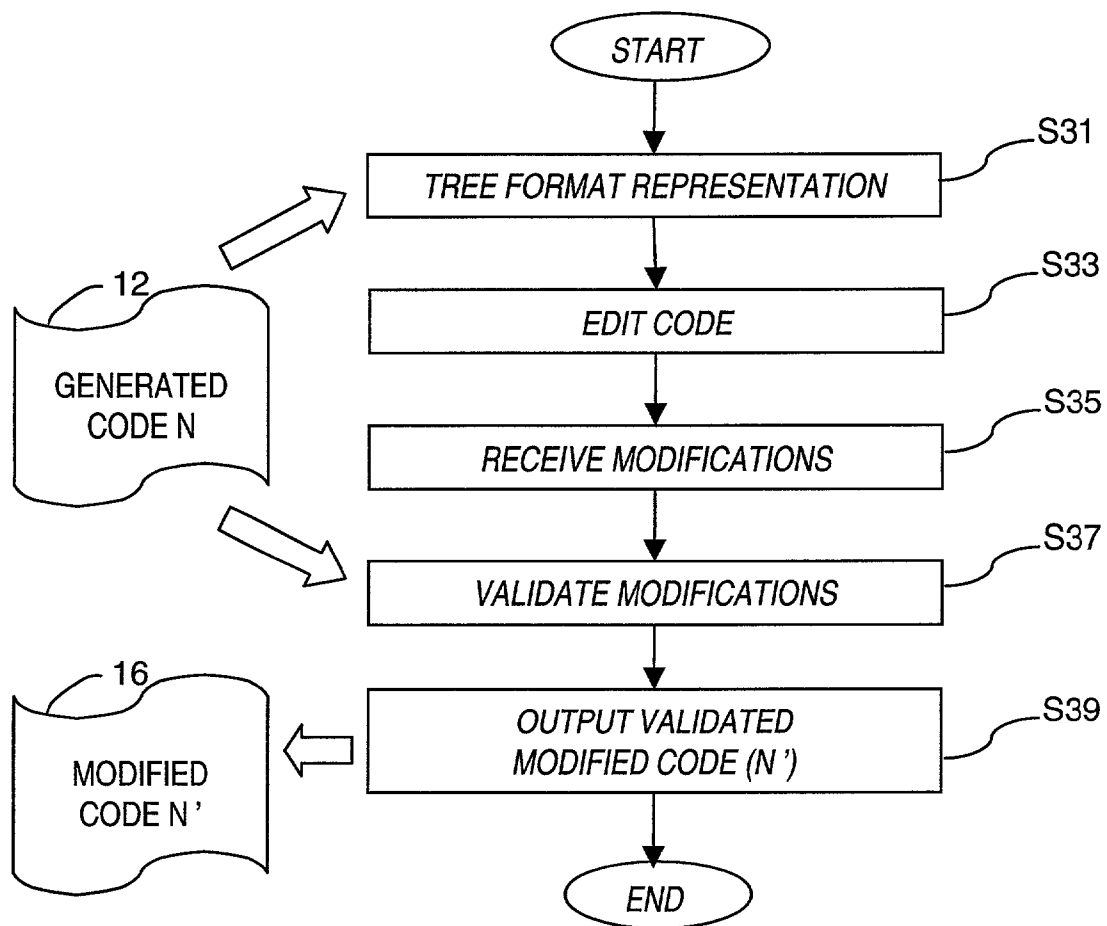 START
S31
TREE FORMAT REPRESENTATION
S33
12
EDIT CODE
GENERATED
CODE N
S35
RECEIVE MODIFICATIONS
S37
VALIDATE MODIFICATIONS
16
S39
OUTPUT VALIDATED
MODIFIED CODE (N')
MODIFIED
CODE N'
END